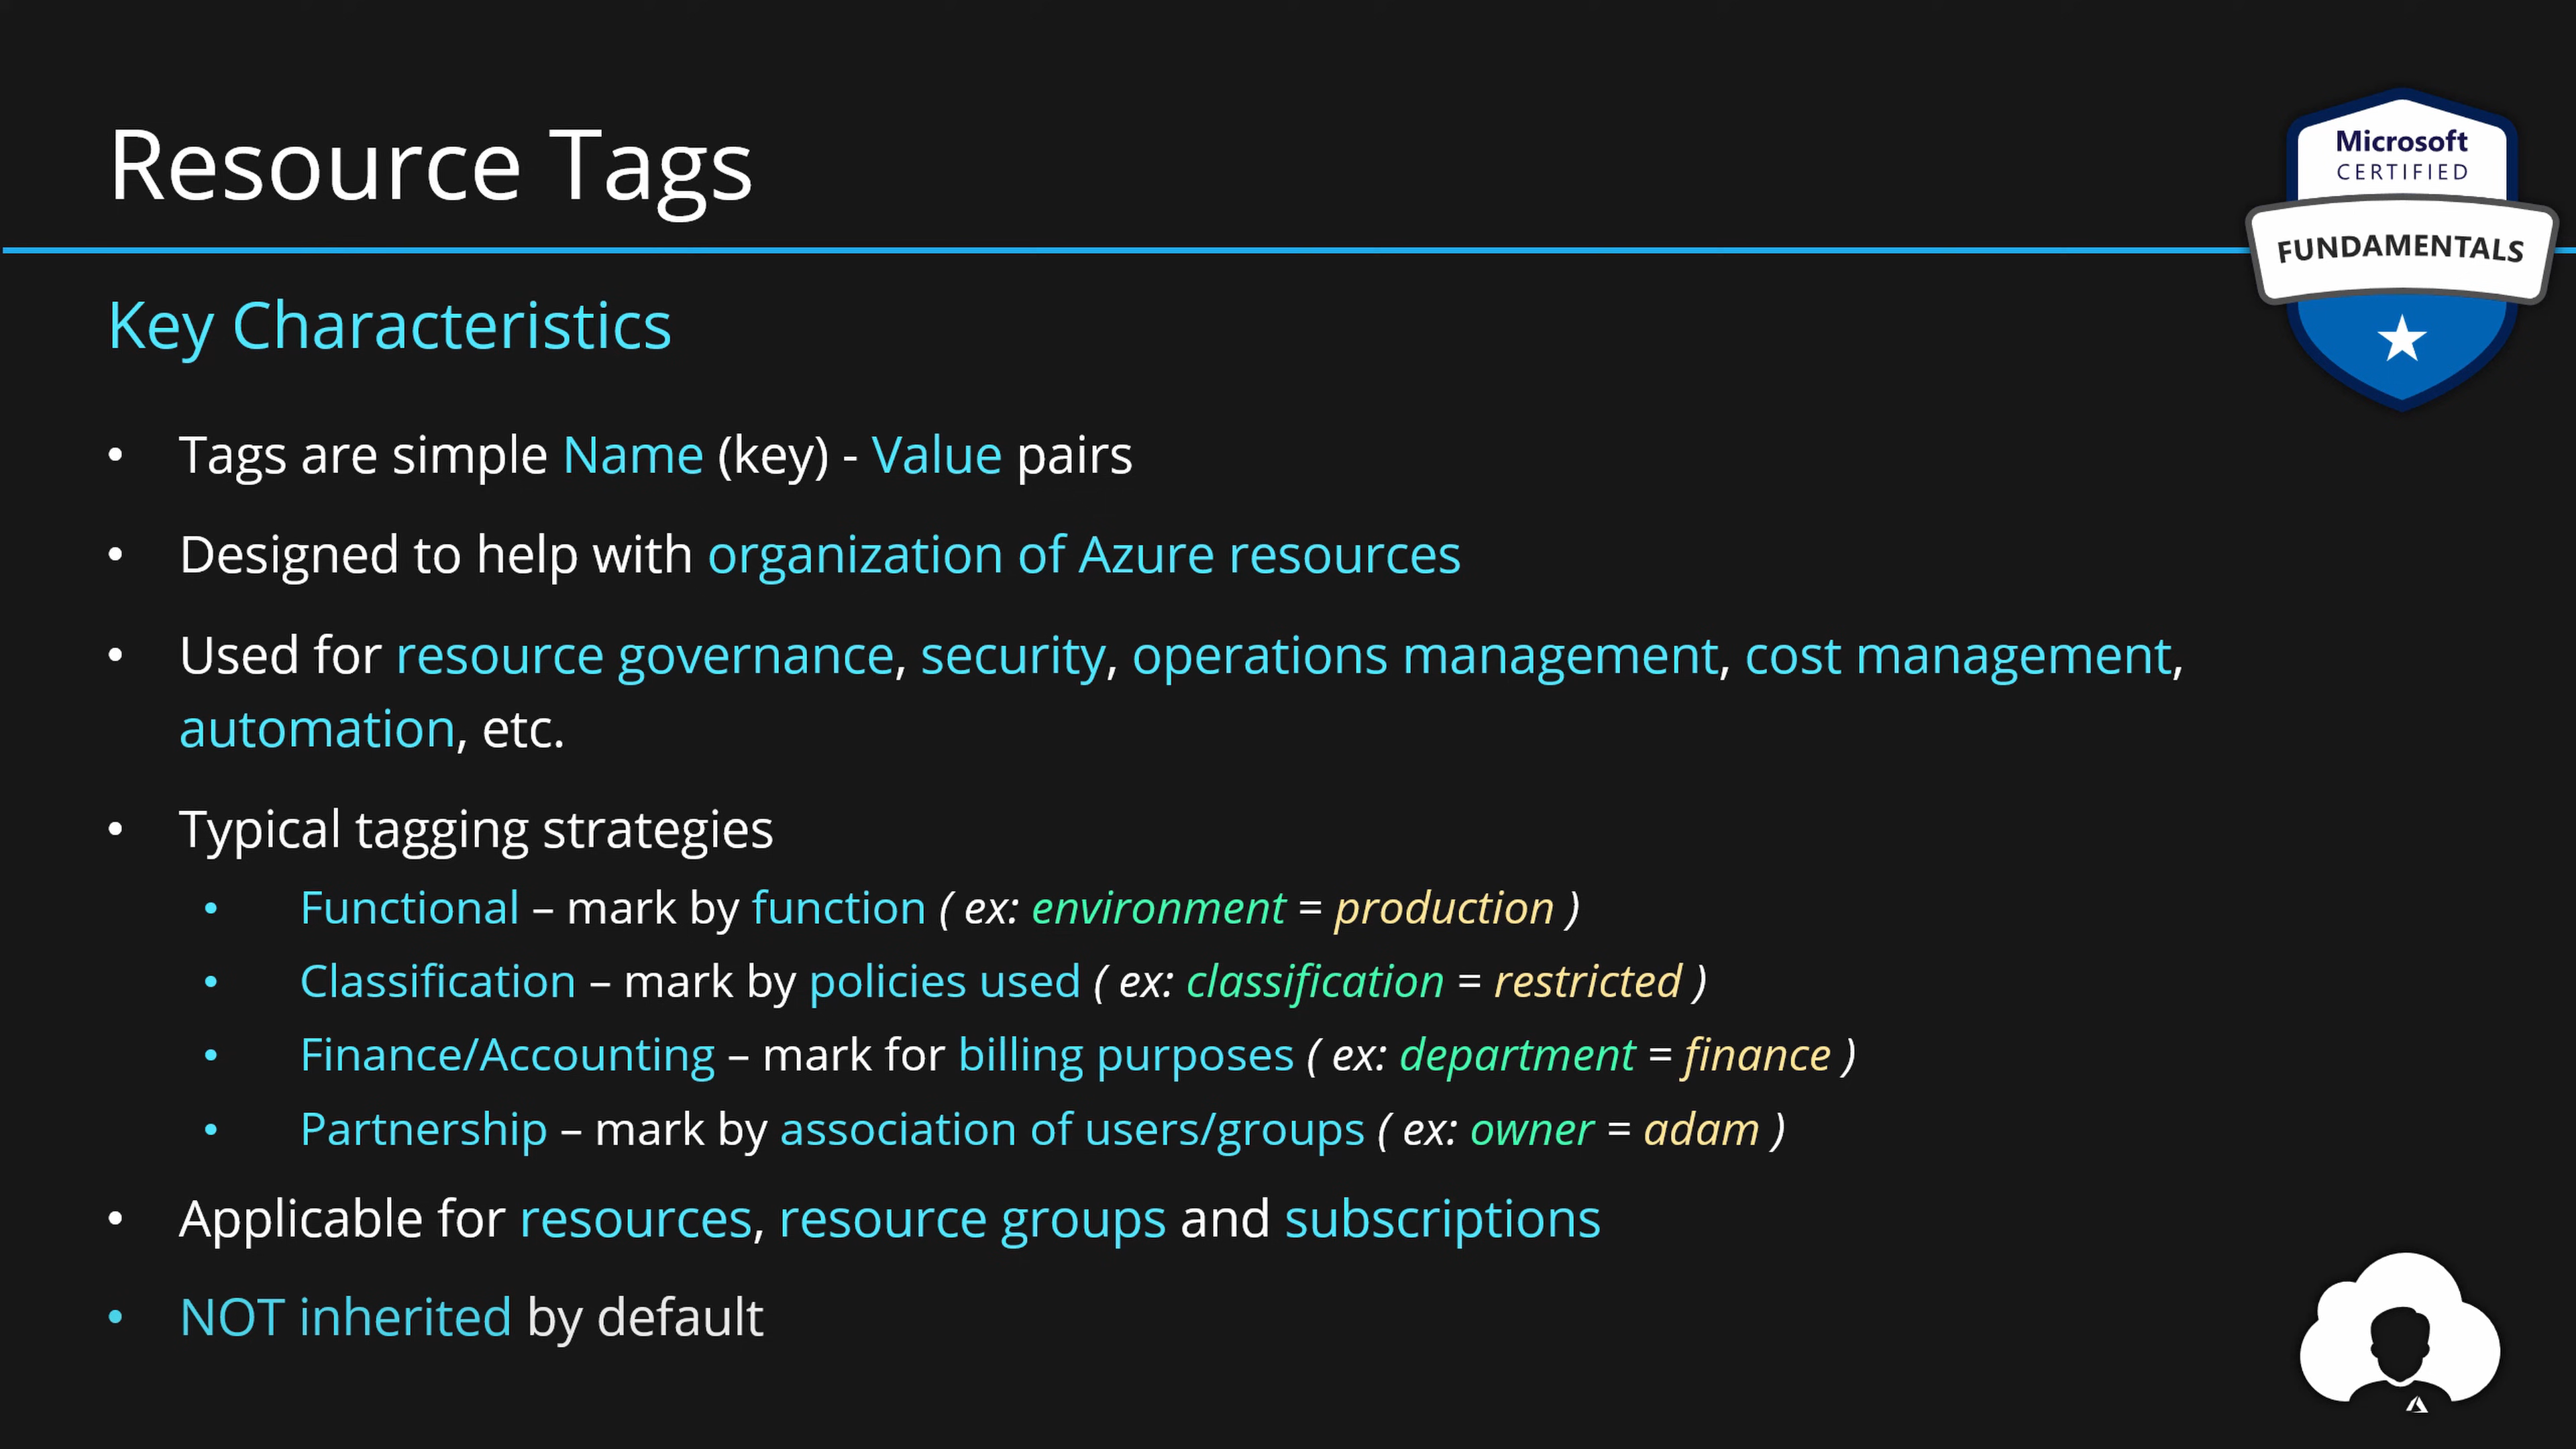 Resource Tags
Microsoft
CERTIFIED
FUNDAMENTALS
Key Characteristics
• Tags are simple Name (key) - Value pairs
• Designed to help with organization of Azure resources
• Used for resource governance, security, operations management, cost management,
automation, etc.
• Typical tagging strategies
• Functional – mark by function ( ex: environment = production )
• Classification – mark by policies used ( ex: classification = restricted )
• Finance/Accounting – mark for billing purposes ( ex: department = finance )
• Partnership – mark by association of users/groups ( ex: owner = adam )
• Applicable for resources, resource groups and subscriptions
• NOT inherited by default